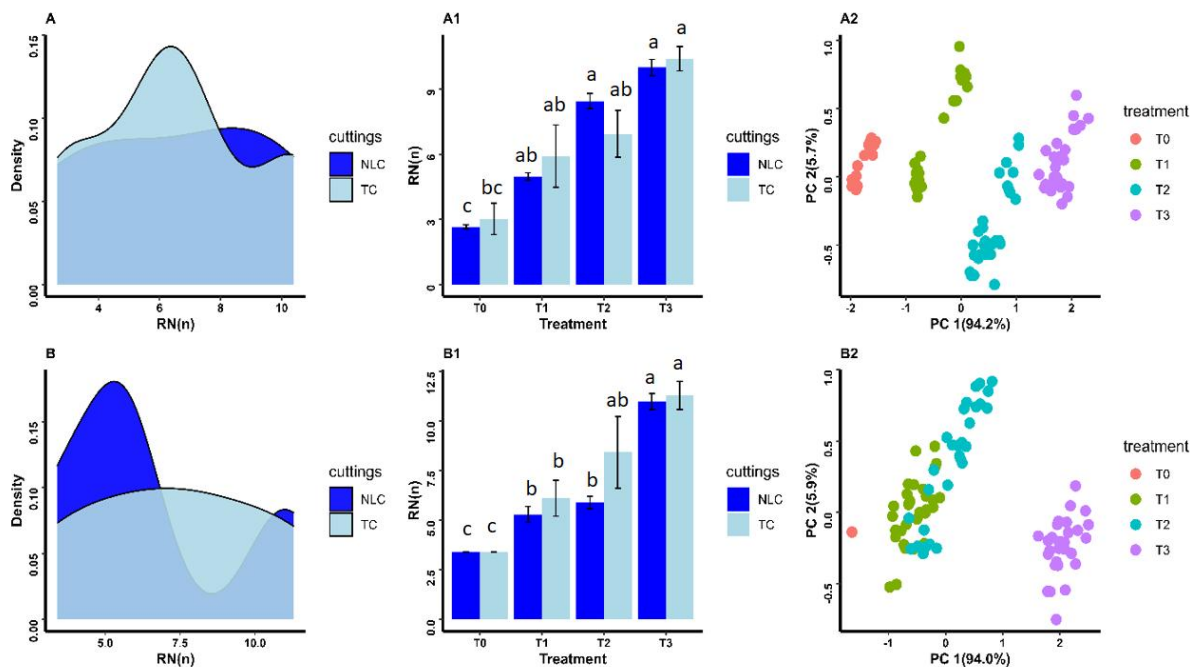 A
Density
0.00
0.05
0.10
0.15
4
6
8
10
RN(n)
cuttings
NLC
TC
A1
RN(n)
0
3
6
9
c
bc
ab
ab
a
ab
a
a
T0
T1
T2
T3
Treatment
cuttings
NLC
TC
A2
PC 2(5.7%)
1.0
0.5
0.0
-0.5
-2
-1
0
1
2
PC 1(94.2%)
treatment
T0
T1
T2
T3
B
Density
0.00
0.05
0.10
0.15
5.0
7.5
10.0
RN(n)
cuttings
NLC
TC
B1
RN(n)
0.0
2.5
5.0
7.5
10.0
12.5
c
c
b
b
b
ab
a
a
T0
T1
T2
T3
Treatment
cuttings
NLC
TC
B2
PC 2(5.9%)
1.0
0.5
0.0
-0.5
-1
0
1
2
PC 1(94.0%)
treatment
T0
T1
T2
T3